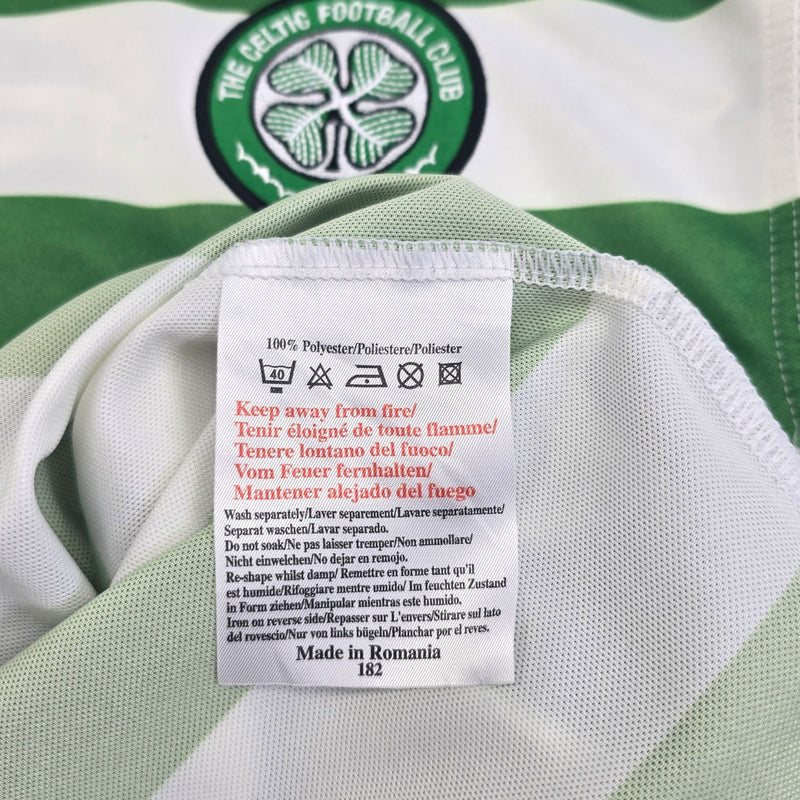 THE CELTIC FOOTBALL CLUB
100% Polyester/Poliestere/Poliester
40
Keep away from fire/
Tenir éloigné de toute flamme/
Tenere lontano del fuoco/
Vom Feuer fernhalten/
Mantener alejado del fuego
Wash separately/Laver separement/Lavare separatamente/
Separat waschen/Lavar separado.
Do not soak/Ne pas laisser tremper/Non ammollare/
Nicht einweichen/No dejar en remojo.
Re-shape whilst damp/ Remettre en forme tant qu'il
est humide/Rifoggiare mentre umido/ Im feuchten Zustand
in Form ziehen/Manipular mientras este humido.
Iron on reverse side/Repasser sur L'envers/Stirare sul lato
del rovescio/Nur von links bügeln/Planchar por el reves.
Made in Romania
182